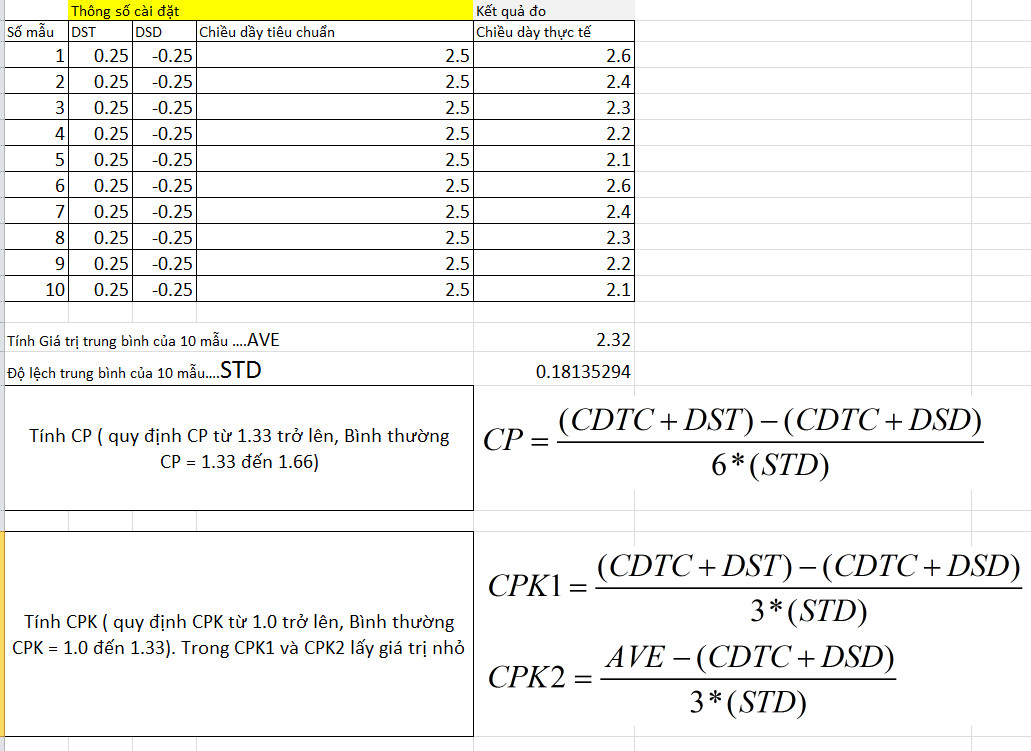 Thông số cài đặt Kết quả đo
Số mẫu DST DSD Chiều dầy tiêu chuẩn Chiều dày thực tế
1 0.25 -0.25 2.5 2.6
2 0.25 -0.25 2.5 2.4
3 0.25 -0.25 2.5 2.3
4 0.25 -0.25 2.5 2.2
5 0.25 -0.25 2.5 2.1
6 0.25 -0.25 2.5 2.6
7 0.25 -0.25 2.5 2.4
8 0.25 -0.25 2.5 2.3
9 0.25 -0.25 2.5 2.2
10 0.25 -0.25 2.5 2.1
Tính Giá trị trung bình của 10 mẫu ....AVE 2.32
Độ lệch trung bình của 10 mẫu....STD 0.18135294
Tính CP ( quy định CP từ 1.33 trở lên, Bình thường
CP = 1.33 đến 1.66)
CP = (CDTC + DST) − (CDTC + DSD)
6 * (STD)
Tính CPK ( quy định CPK từ 1.0 trở lên, Bình thường
CPK = 1.0 đến 1.33). Trong CPK1 và CPK2 lấy giá trị nhỏ
CPK1 = (CDTC + DST) − (CDTC + DSD)
3 * (STD)
CPK2 = AVE − (CDTC + DSD)
3 * (STD)